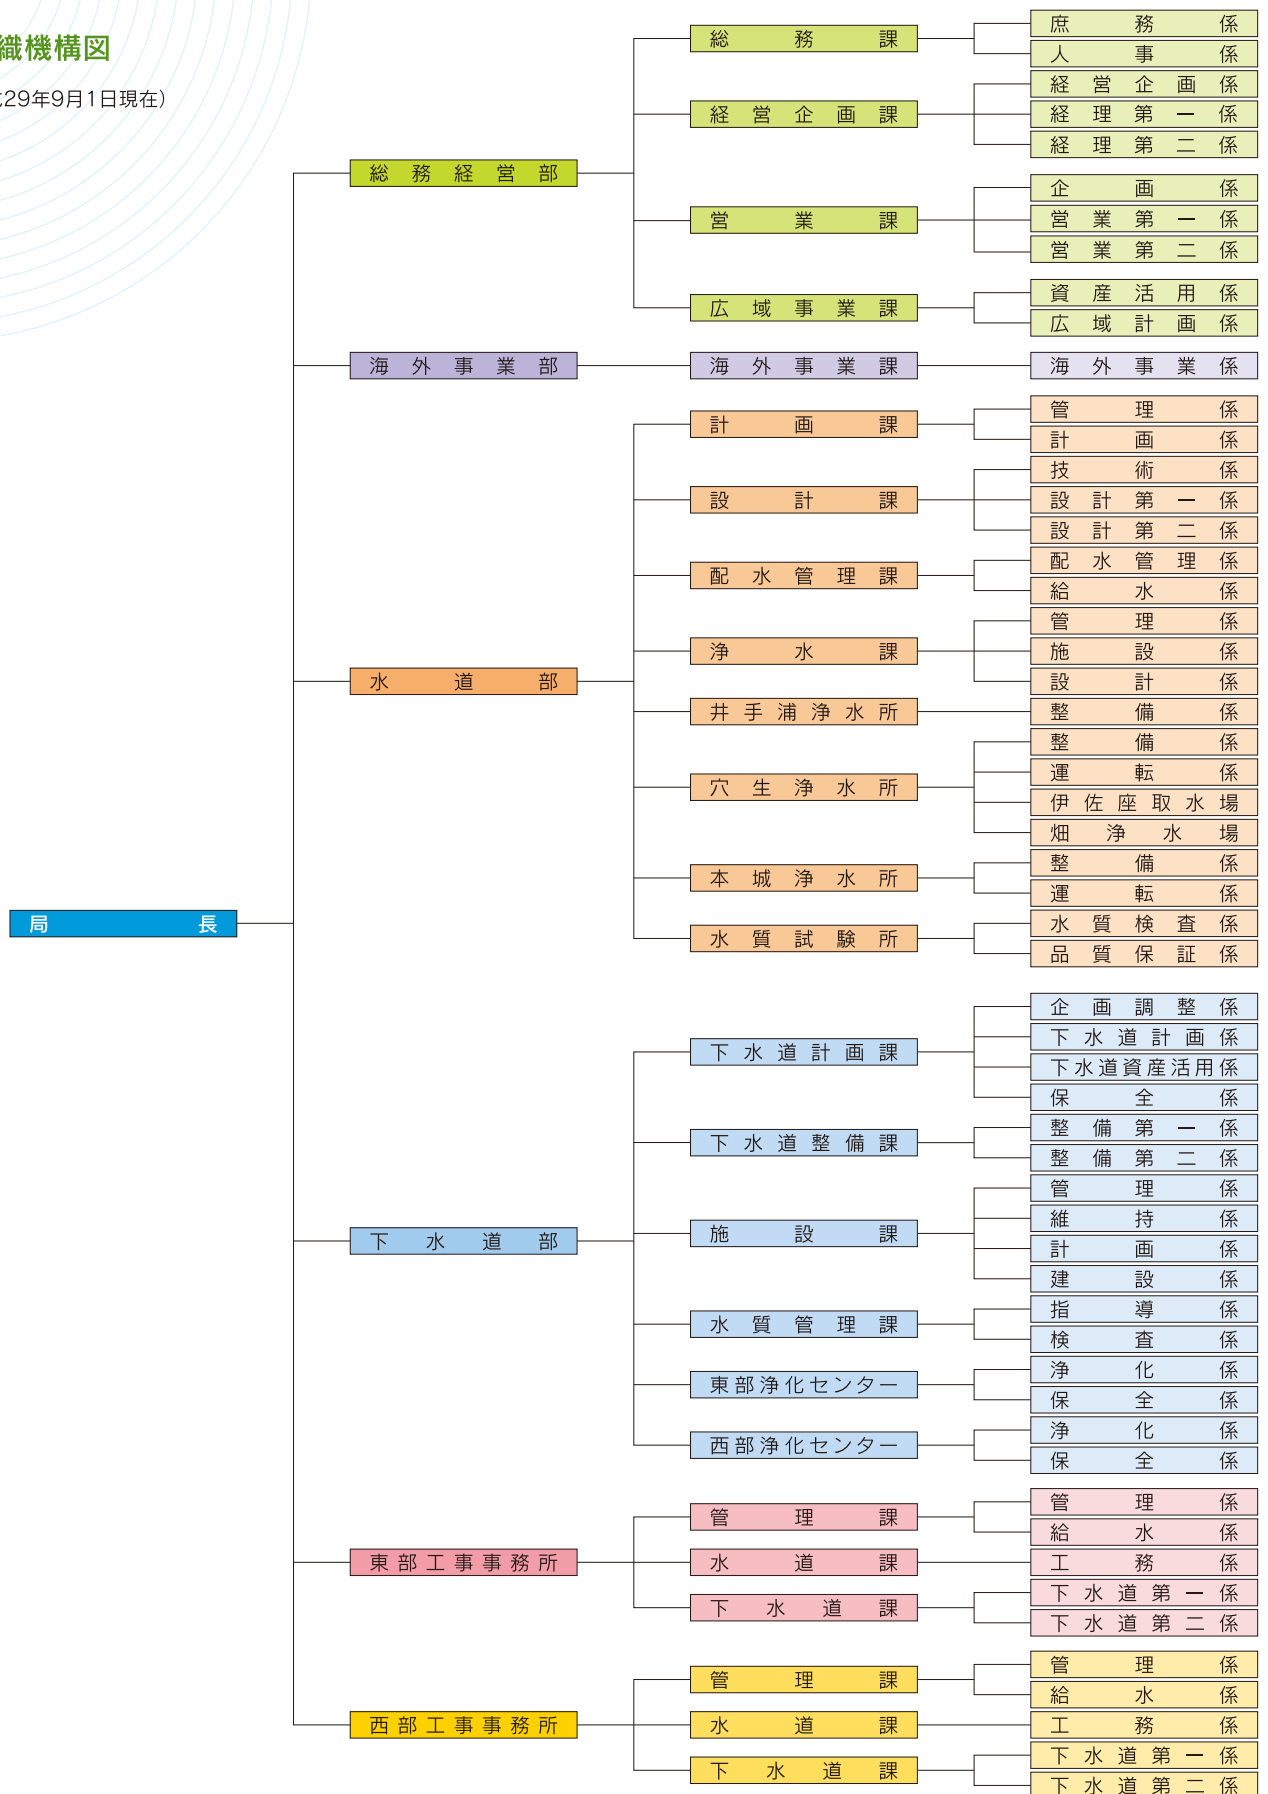 織機構図
29年9月1日現在）
局長
総務経営部
総務課
庶務係
人事係
経営企画課
経営企画係
経理第一係
経理第二係
営業課
企画係
営業第一係
営業第二係
広域事業課
資産活用係
広域計画係
海外事業部
海外事業課
海外事業係
水道部
計画課
管理係
計画係
設計課
技術係
設計第一係
設計第二係
配水管理課
配水管理係
給水係
浄水課
管理係
施設係
設計係
井手浦浄水所
整備係
穴生浄水所
整備係
運転係
伊佐座取水場
畑浄水場
本城浄水所
整備係
運転係
水質試験所
水質検査係
品質保証係
下水道部
下水道計画課
企画調整係
下水道計画係
下水道資産活用係
保全係
下水道整備課
整備第一係
整備第二係
施設課
管理係
維持係
計画係
建設係
水質管理課
指導係
検査係
東部浄化センター
浄化係
保全係
西部浄化センター
浄化係
保全係
東部工事事務所
管理課
管理係
給水係
水道課
工務係
下水道課
下水道第一係
下水道第二係
西部工事事務所
管理課
管理係
給水係
水道課
工務係
下水道課
下水道第一係
下水道第二係